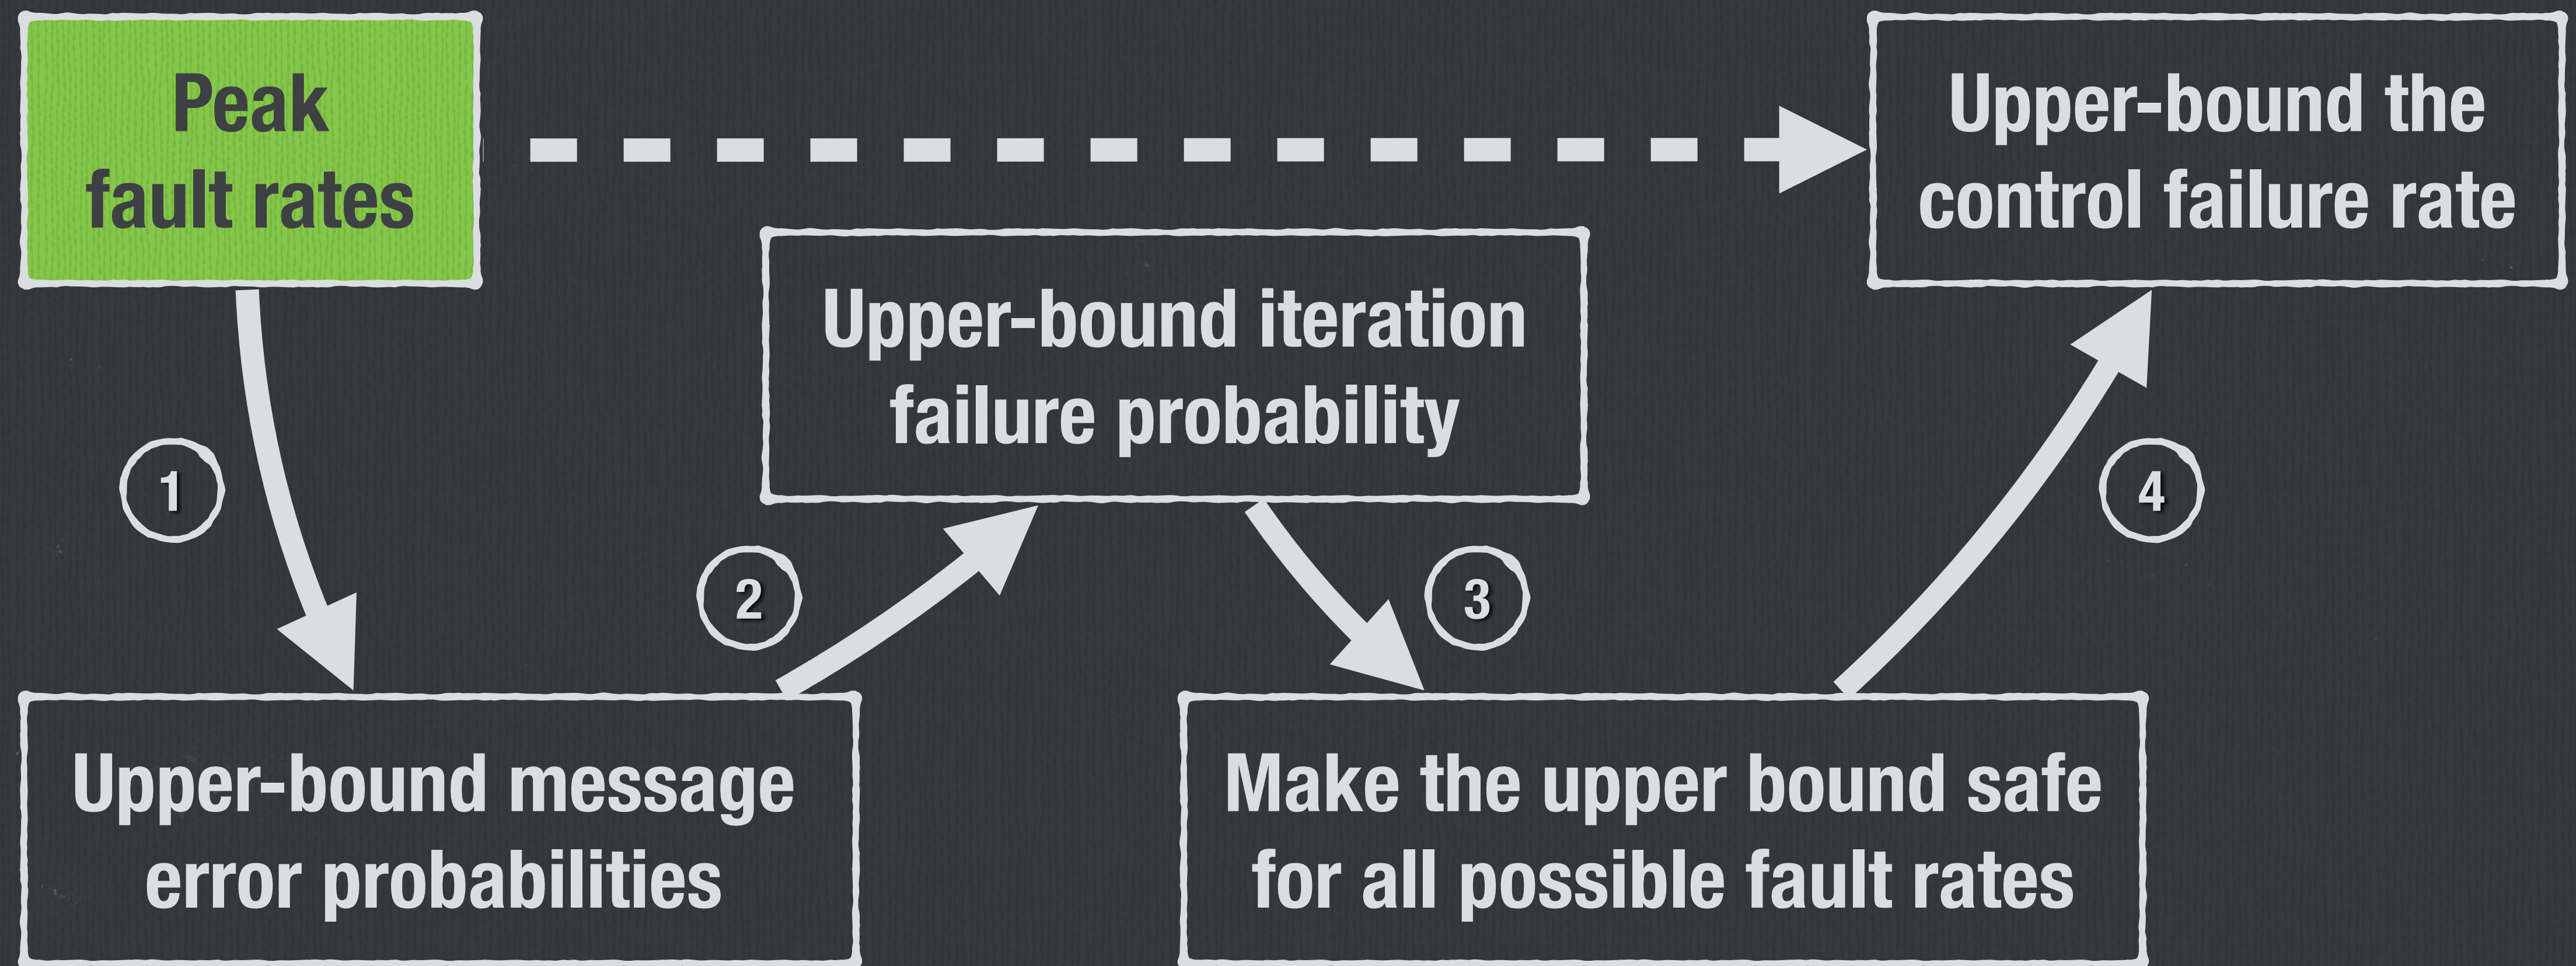 Peak
fault rates
Upper-bound the
control failure rate
Upper-bound iteration
failure probability
1
2
3
4
Upper-bound message
error probabilities
Make the upper bound safe
for all possible fault rates